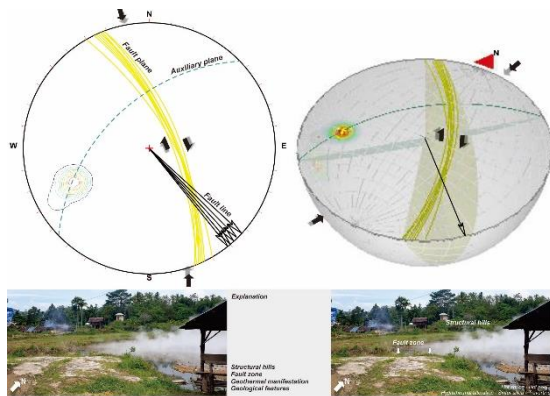 N
Fault plane
Auxiliary plane
W
E
Fault line
S
N
Explanation
Structural hills
Fault zone
Geothermal manifestation
Geological features
Structural hills
Fault zone